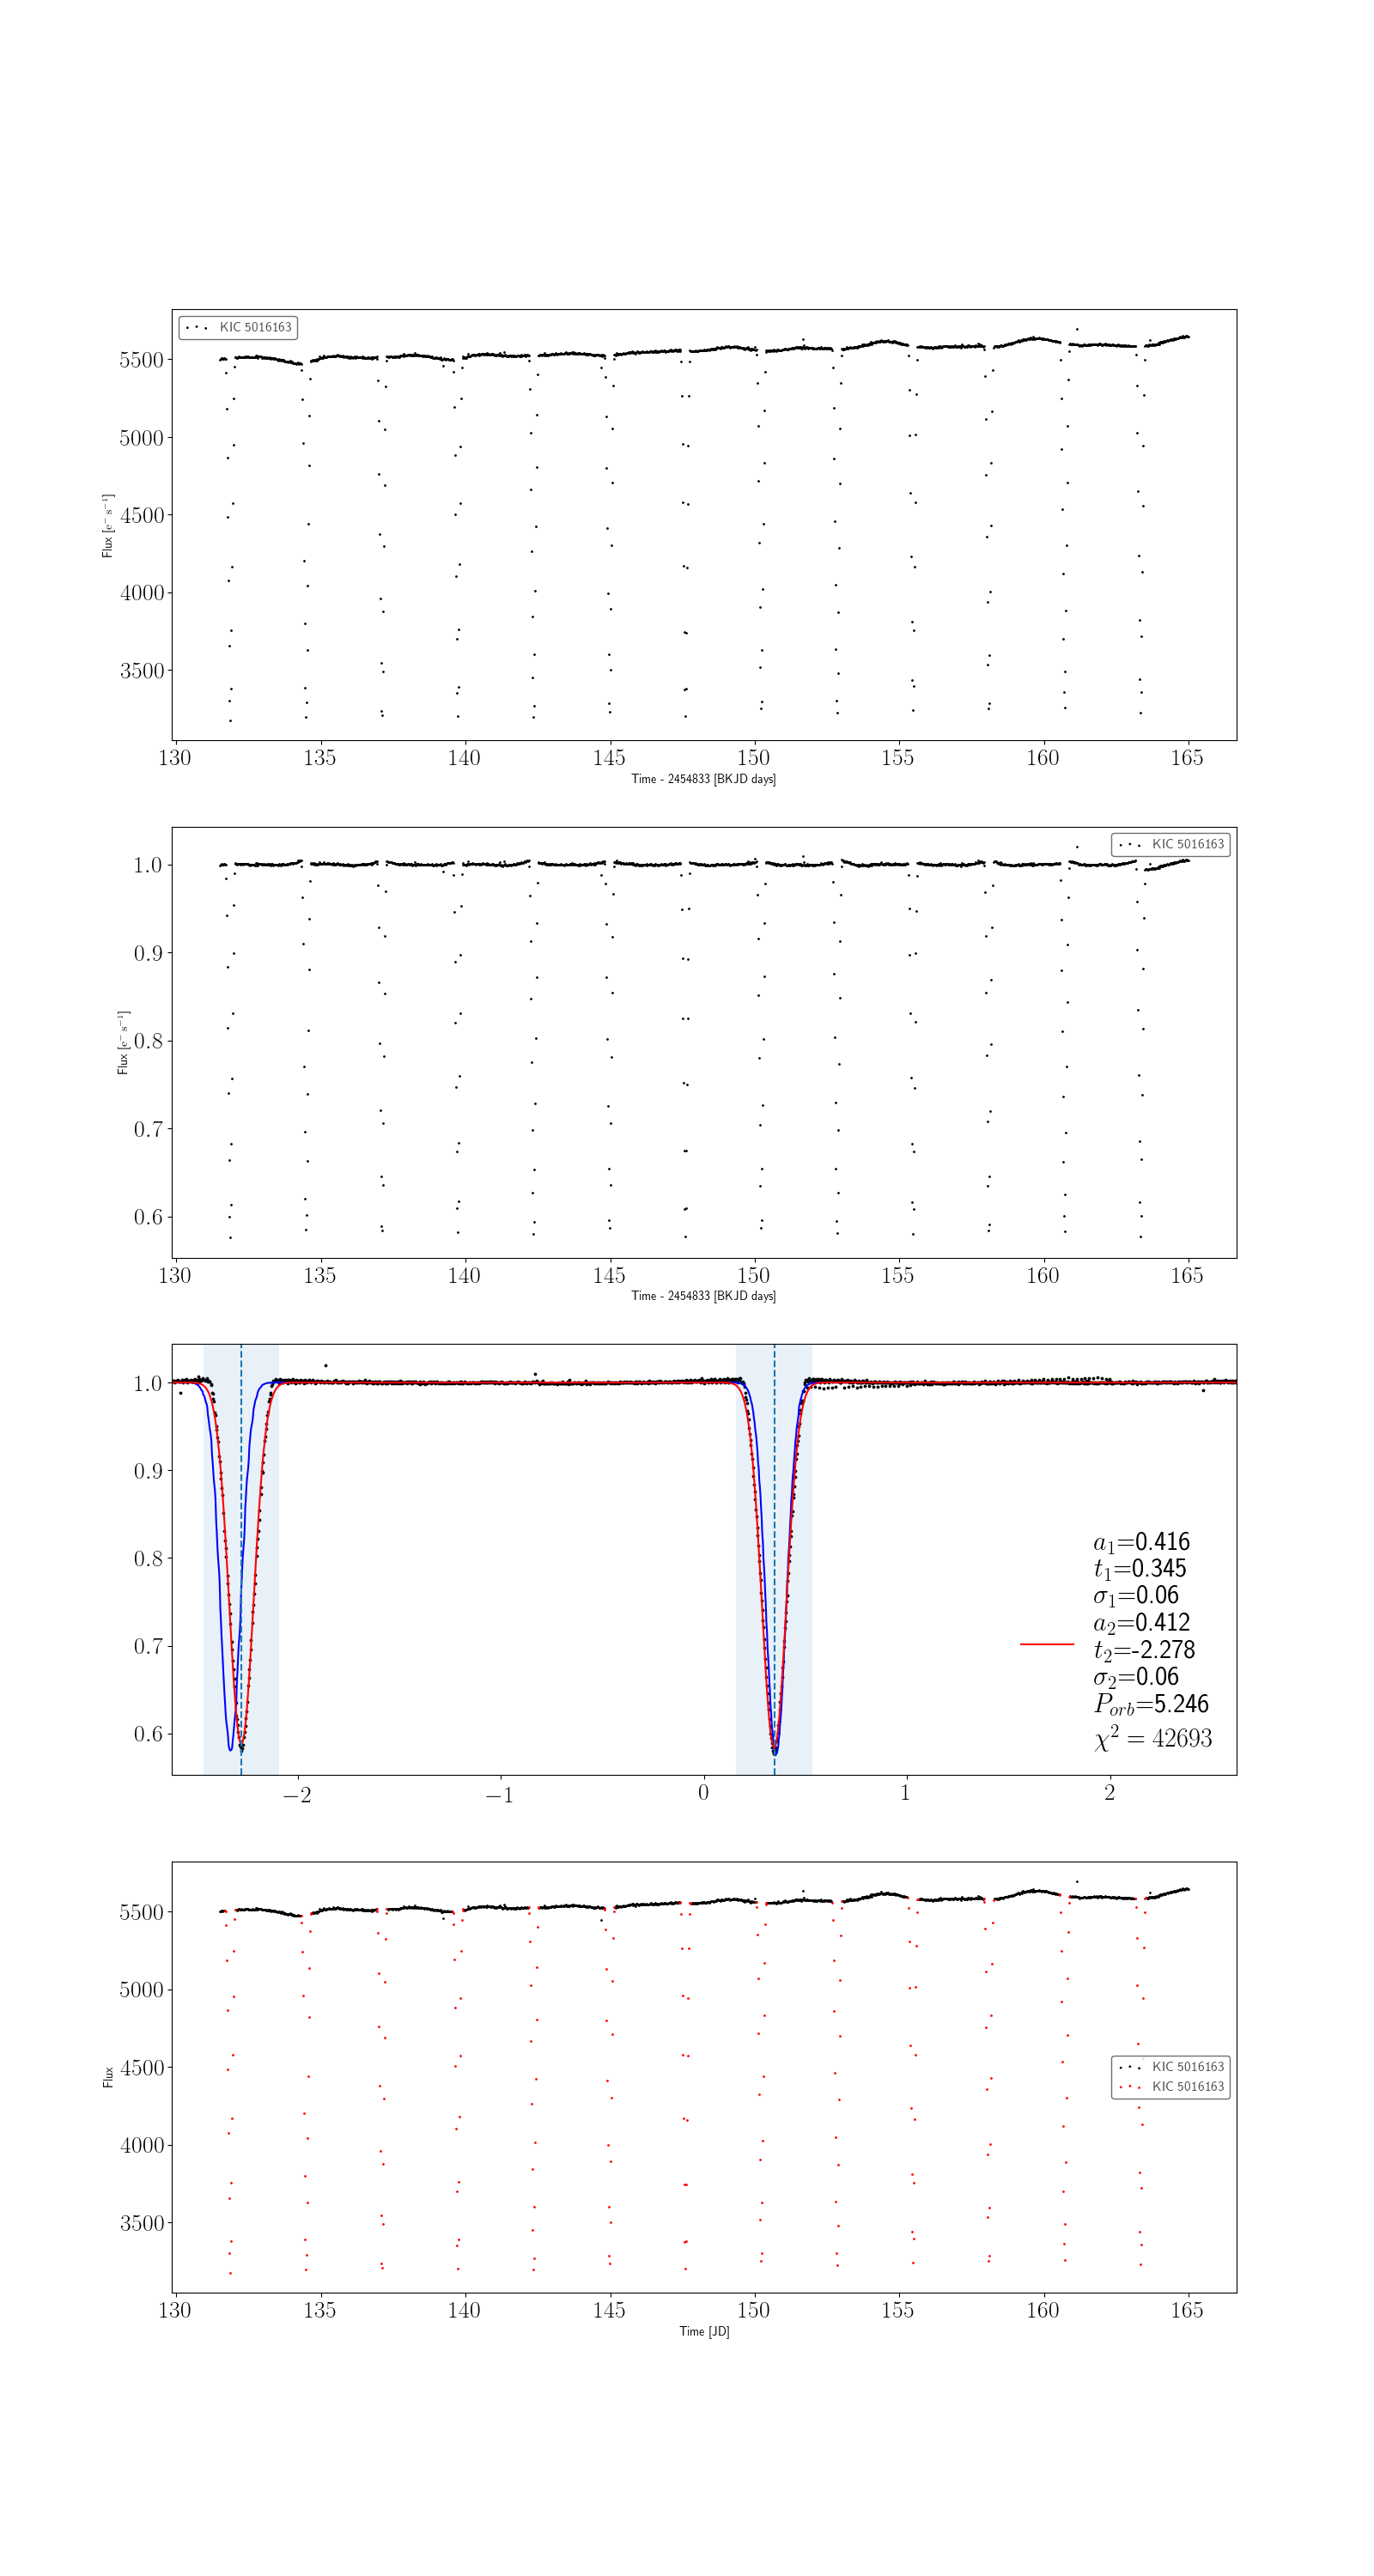 KIC 5016163
5500
5000
4500
4000
3500
Flux [e⁻ s⁻¹]
130 135 140 145 150 155 160 165
Time - 2454833 [BKJD days]
KIC 5016163
1.0
0.9
0.8
0.7
0.6
Flux [e⁻ s⁻¹]
130 135 140 145 150 155 160 165
Time - 2454833 [BKJD days]
1.0
0.9
0.8
0.7
0.6
a₁=0.416
t₁=0.345
σ₁=0.06
a₂=0.412
t₂=-2.278
σ₂=0.06
Pₒᵣb=5.246
χ² = 42693
−2 −1 0 1 2
5500
5000
4500
4000
3500
Flux
KIC 5016163
KIC 5016163
130 135 140 145 150 155 160 165
Time [JD]